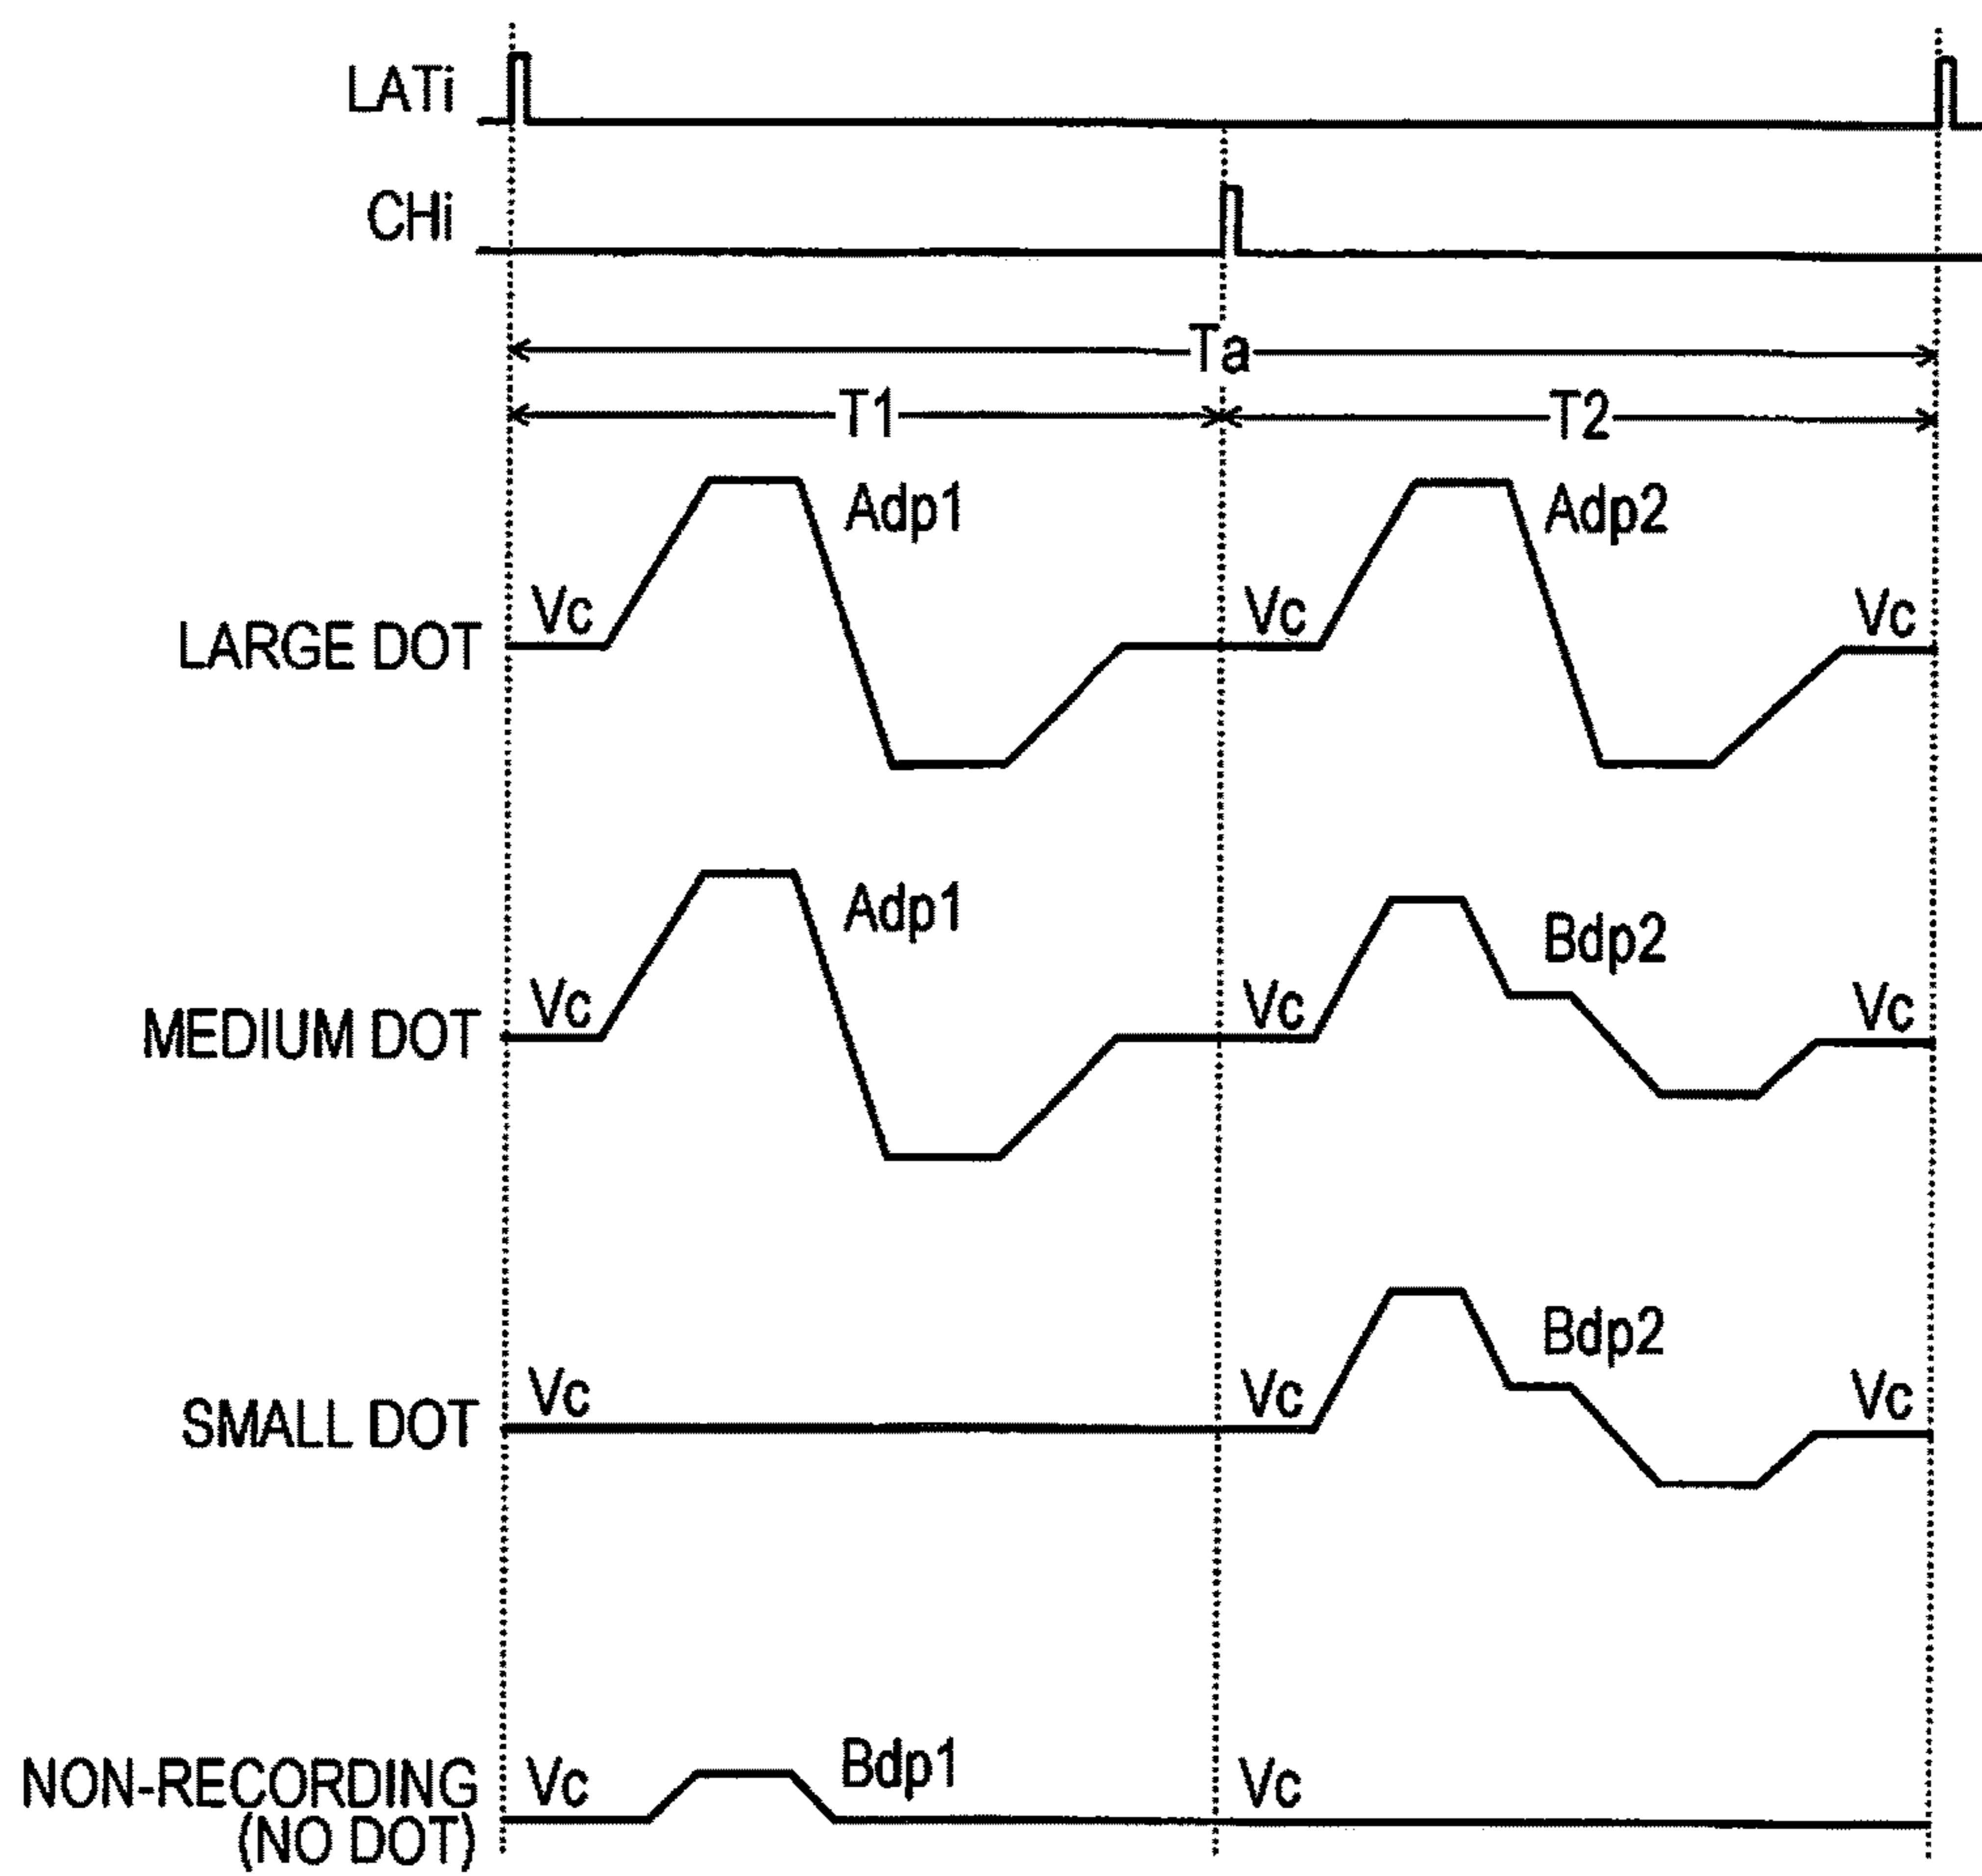 LATi
CHi
Ta
T1 T2
Adp1 Adp2
Vc Vc Vc
LARGE DOT
Adp1 Bdp2
Vc Vc Vc
MEDIUM DOT
Bdp2
Vc Vc Vc
SMALL DOT
Bdp1
NON-RECORDING Vc Vc
(NO DOT)